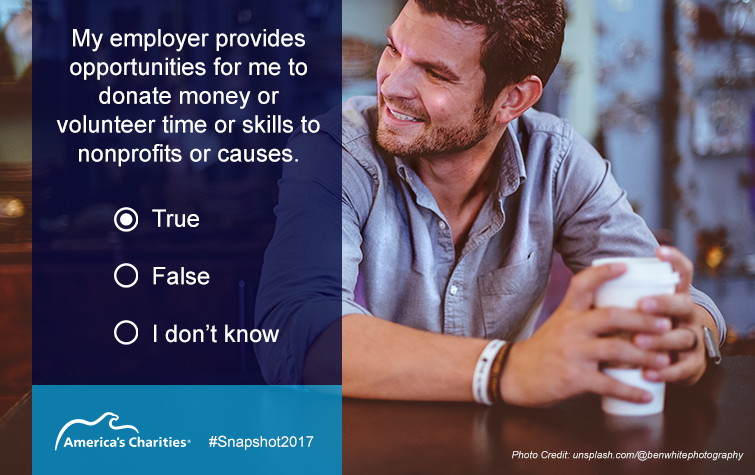 My employer provides
opportunities for me to
donate money or
volunteer time or skills to
nonprofits or causes.
True
False
I don't know
America's Charities® #Snapshot2017
Photo Credit: unsplash.com/@benwhitephotography